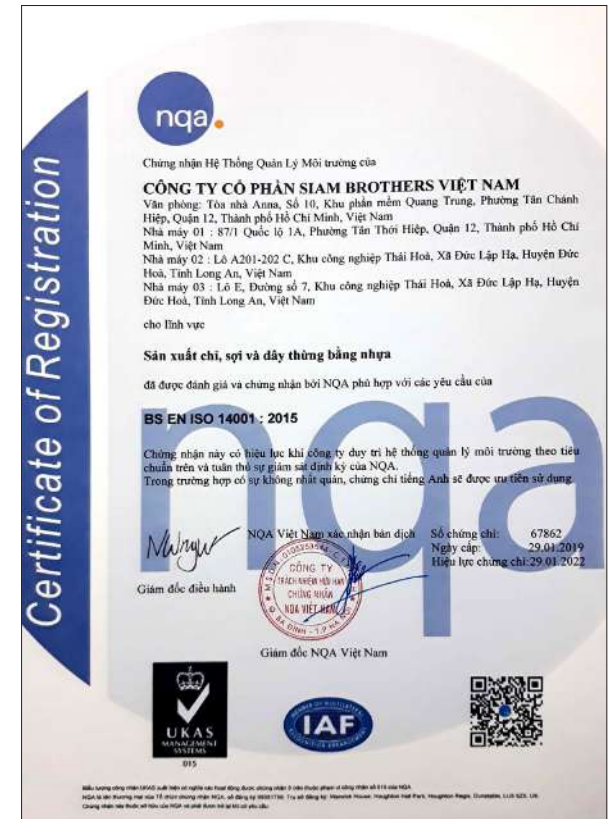 Certificate of Registration
nqa.
Chứng nhận Hệ Thống Quản Lý Môi trường của
CÔNG TY CỔ PHẦN SIAM BROTHERS VIỆT NAM
Văn phòng: Tòa nhà Anna, Số 10, Khu phần mềm Quang Trung, Phường Tân Chánh
Hiệp, Quận 12, Thành phố Hồ Chí Minh, Việt Nam
Nhà máy 01 : 87/1 Quốc lộ 1A, Phường Tân Thới Hiệp, Quận 12, Thành phố Hồ Chí
Minh, Việt Nam
Nhà máy 02 : Lô A201-202 C, Khu công nghiệp Thái Hoà, Xã Đức Lập Hạ, Huyện Đức
Hoà, Tỉnh Long An, Việt Nam
Nhà máy 03 : Lô E, Đường số 7, Khu công nghiệp Thái Hoà, Xã Đức Lập Hạ, Huyện
Đức Hoà, Tỉnh Long An, Việt Nam
cho lĩnh vực
Sản xuất chỉ, sợi và dây thừng bằng nhựa
đã được đánh giá và chứng nhận bởi NQA phù hợp với các yêu cầu của
BS EN ISO 14001 : 2015
nqa
Chứng nhận này có hiệu lực khi công ty duy trì hệ thống quản lý môi trường theo tiêu
chuẩn trên và tuân thủ sự giám sát định kỳ của NQA.
Trong trường hợp có sự không nhất quán, chứng chỉ tiếng Anh sẽ được ưu tiên sử dụng.
NQA Việt Nam xác nhận bản dịch
Số chứng chỉ: 67862
Ngày cấp: 29.01.2019
Hiệu lực chứng chỉ:29.01.2022
CÔNG TY
TRÁCH NHIỆM HỮU HẠN
CHỨNG NHẬN
NQA VIỆT NAM
Q. BA ĐÌNH - T.P HÀ NỘI
Giám đốc điều hành
Giám đốc NQA Việt Nam
UKAS
MANAGEMENT
SYSTEMS
015
IAF